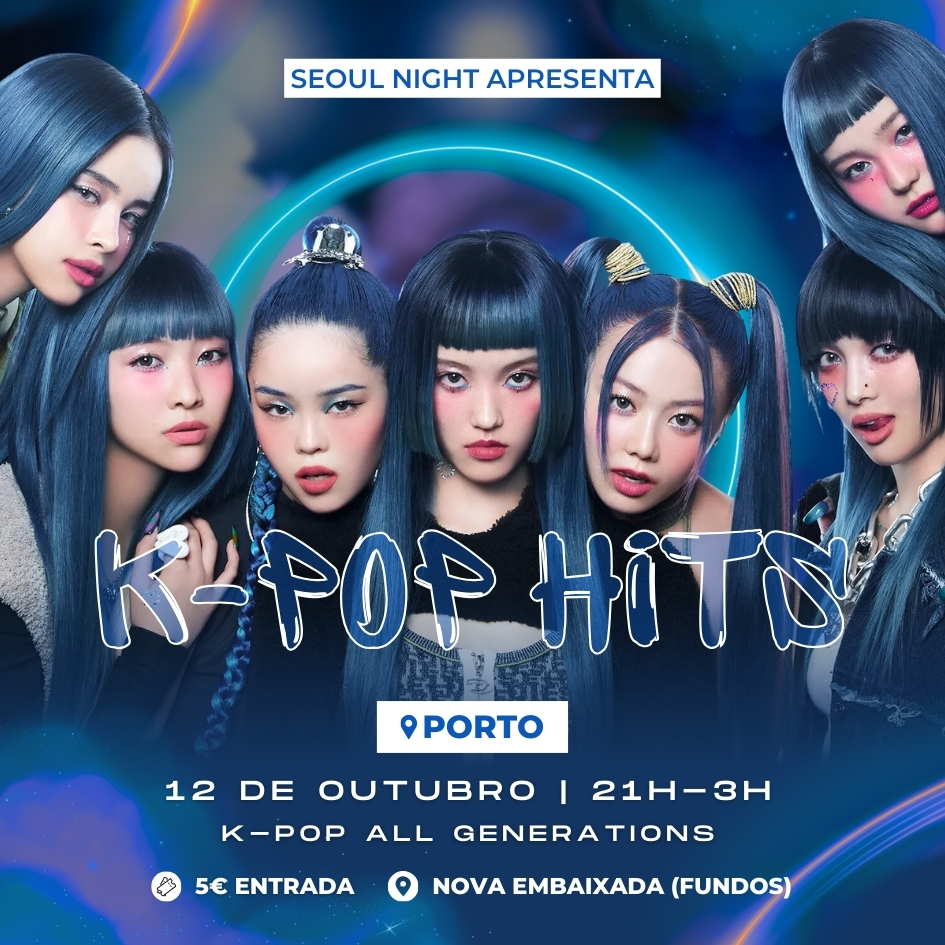 SEOUL NIGHT APRESENTA
K-POP HiTS
PORTO
12 DE OUTUBRO | 21H-3H
K-POP ALL GENERATIONS
5€ ENTRADA
NOVA EMBAIXADA (FUNDOS)